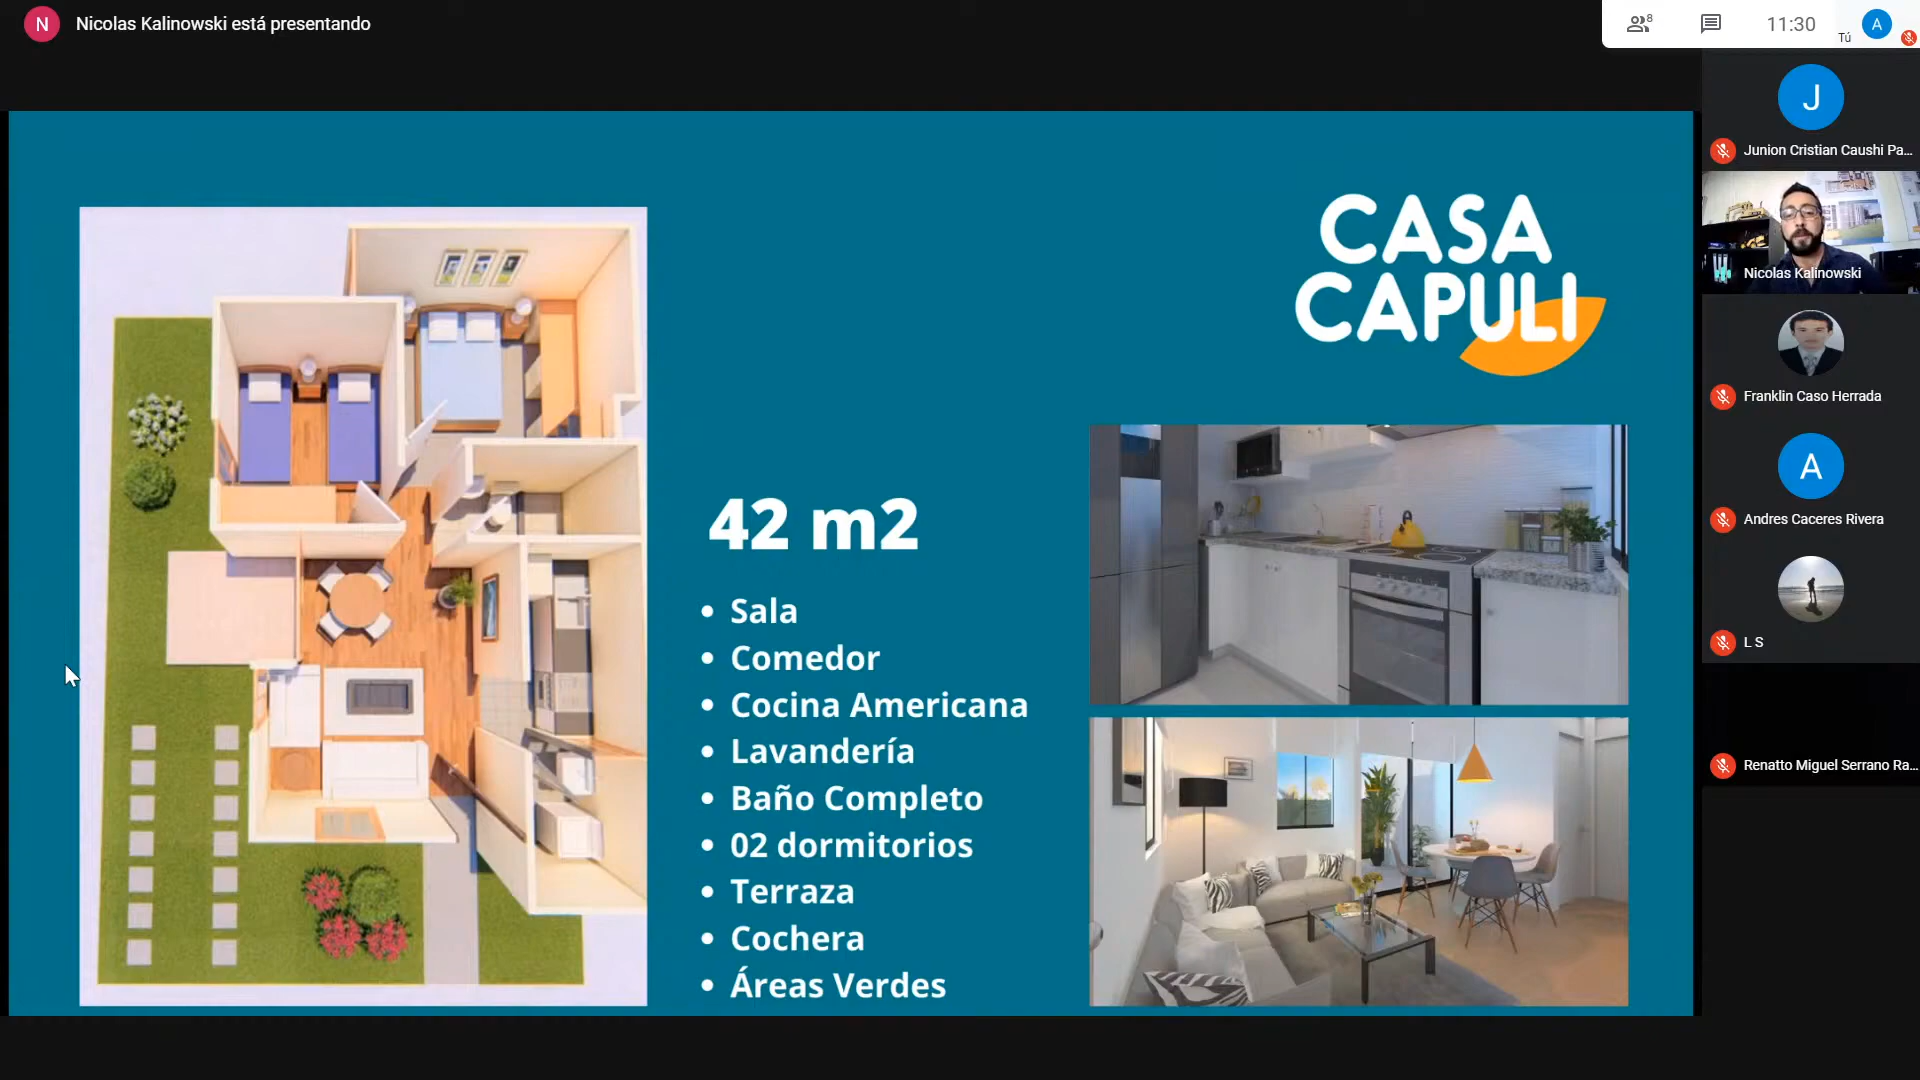 N
Nicolas Kalinowski está presentando
8
11:30
Tú
A
CASA
CAPULI
42 m2
• Sala
• Comedor
• Cocina Americana
• Lavandería
• Baño Completo
• 02 dormitorios
• Terraza
• Cochera
• Áreas Verdes
J
Junion Cristian Caushi Pa...
Nicolas Kalinowski
Franklin Caso Herrada
A
Andres Caceres Rivera
L S
Renatto Miguel Serrano Ra...